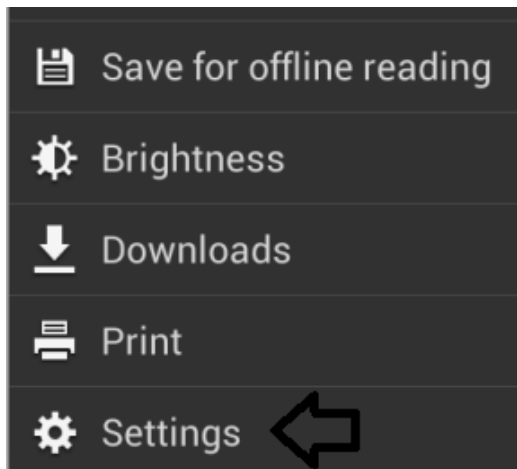 Save for offline reading
Brightness
Downloads
Print
Settings